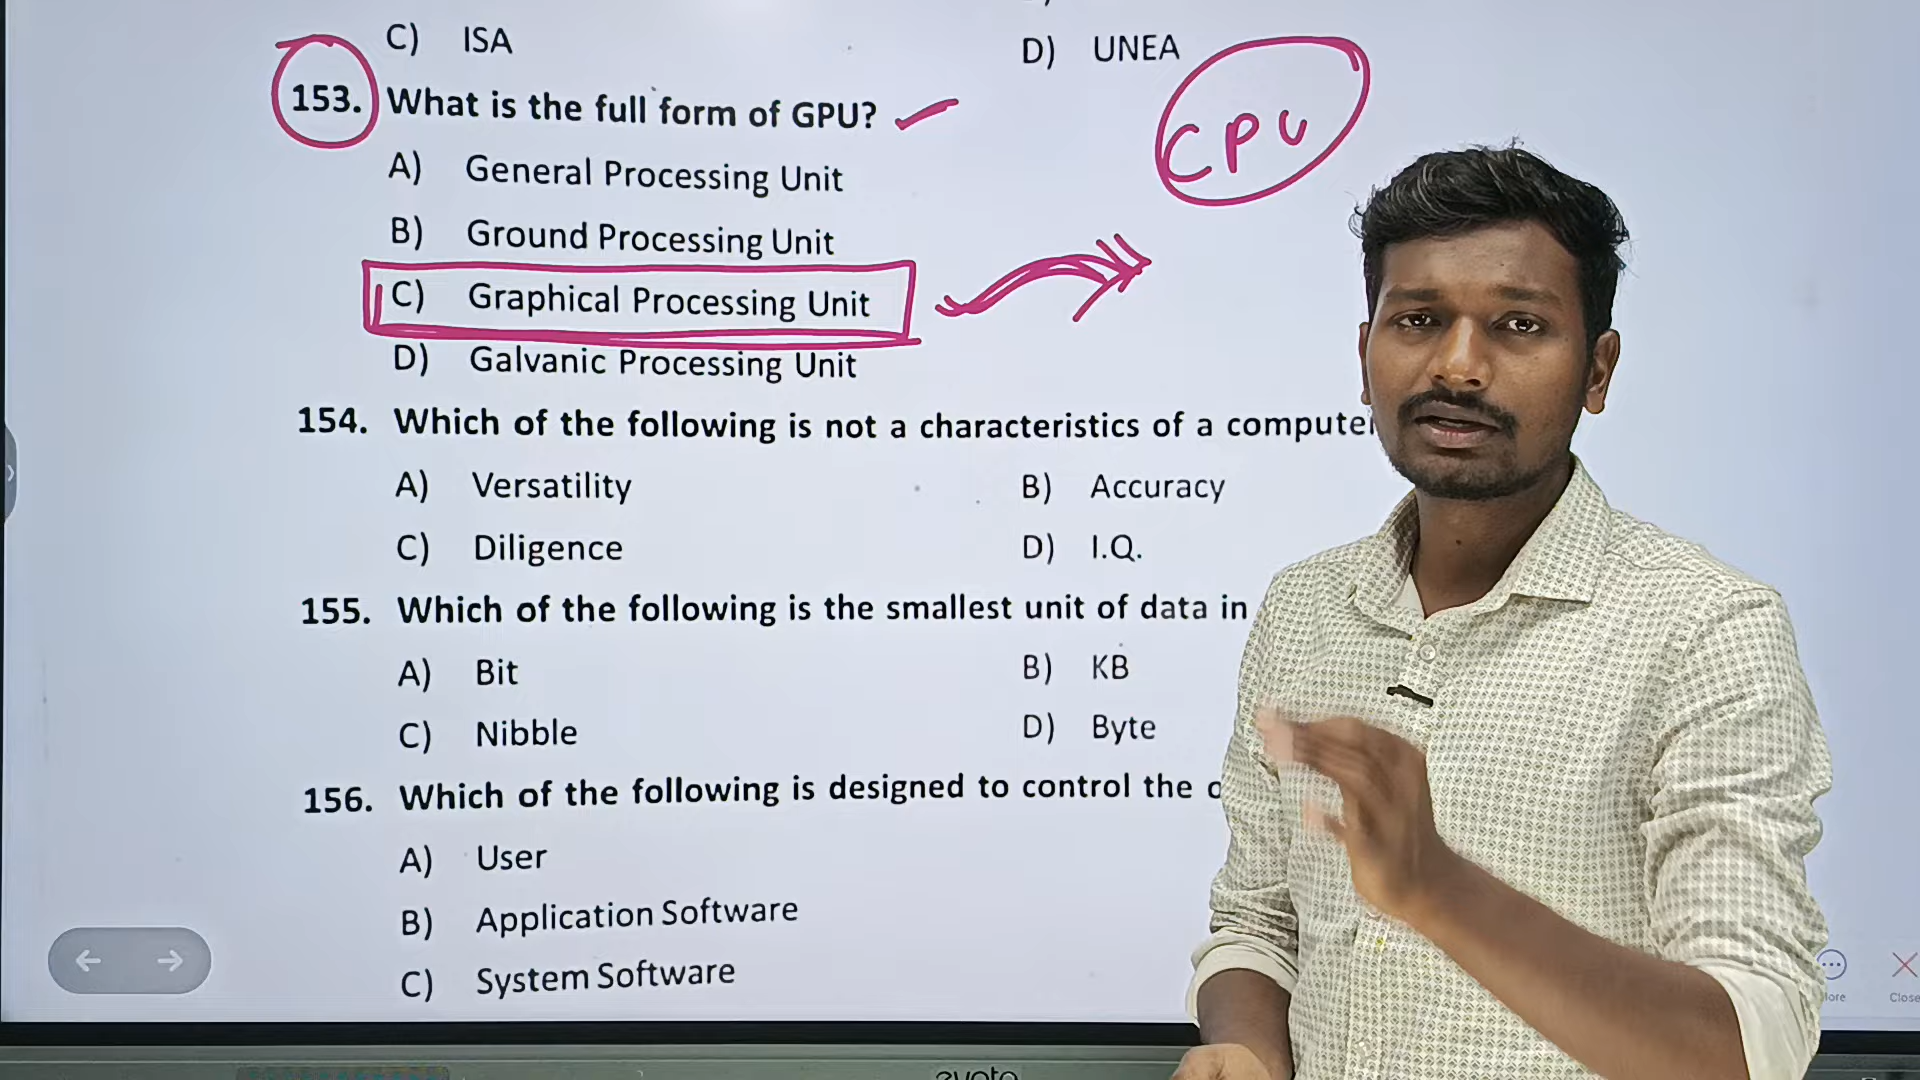 C) ISA
D) UNEA
153. What is the full form of GPU?
CPU
A) General Processing Unit
B) Ground Processing Unit
C) Graphical Processing Unit
D) Galvanic Processing Unit
154. Which of the following is not a characteristics of a computer
A) Versatility
B) Accuracy
C) Diligence
D) I.Q.
155. Which of the following is the smallest unit of data in
A) Bit
B) KB
C) Nibble
D) Byte
156. Which of the following is designed to control the
A) User
B) Application Software
C) System Software
Close